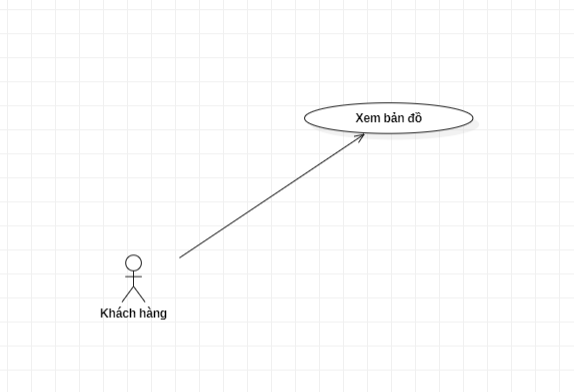 Xem bản đồ
Khách hàng